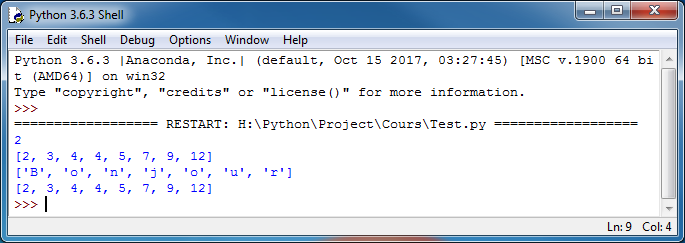 Python 3.6.3 Shell
File Edit Shell Debug Options Window Help
Python 3.6.3 |Anaconda, Inc.| (default, Oct 15 2017, 03:27:45) [MSC v.1900 64 bi
t (AMD64)] on win32
Type "copyright", "credits" or "license()" for more information.
>>>
================== RESTART: H:\Python\Project\Cours\Test.py ==================
2
[2, 3, 4, 4, 5, 7, 9, 12]
['B', 'o', 'n', 'j', 'o', 'u', 'r']
[2, 3, 4, 4, 5, 7, 9, 12]
>>>
Ln: 9 Col: 4